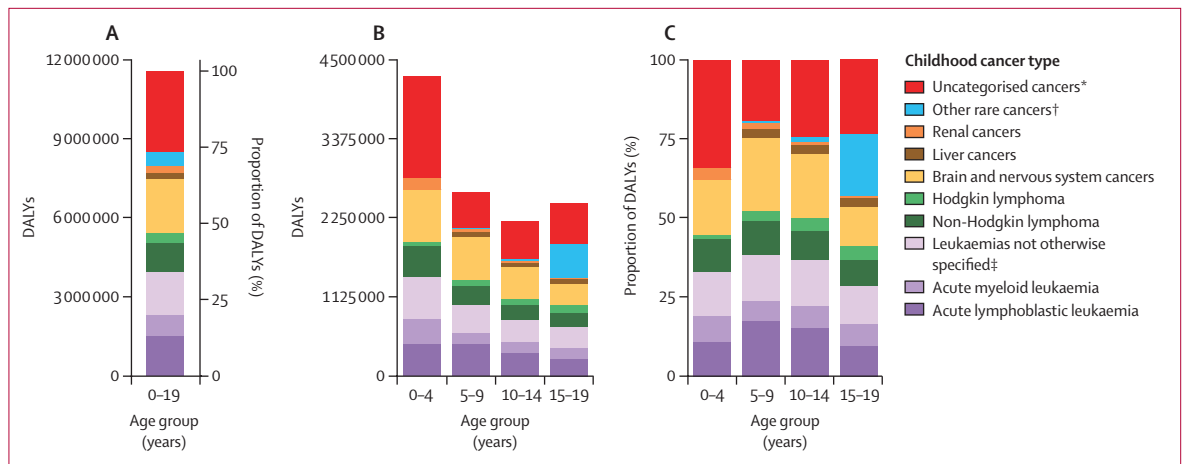 A
12 000 000
9 000 000
6 000 000
3 000 000
0
DALYs
100
75
50
25
0
Proportion of DALYs (%)
0–19
Age group
(years)
B
4 500 000
3 375 000
2 250 000
1 125 000
0
DALYs
0–4 5–9 10–14 15–19
Age group
(years)
C
100
75
50
25
0
Proportion of DALYs (%)
0–4 5–9 10–14 15–19
Age group
(years)
Childhood cancer type
Uncategorised cancers*
Other rare cancers†
Renal cancers
Liver cancers
Brain and nervous system cancers
Hodgkin lymphoma
Non-Hodgkin lymphoma
Leukaemias not otherwise
specified‡
Acute myeloid leukaemia
Acute lymphoblastic leukaemia